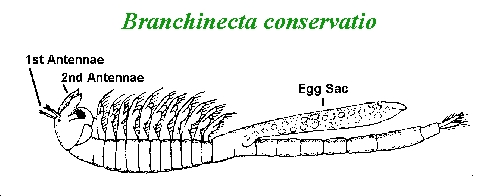 Branchinecta conservatio
1st Antennae
2nd Antennae
Egg Sac